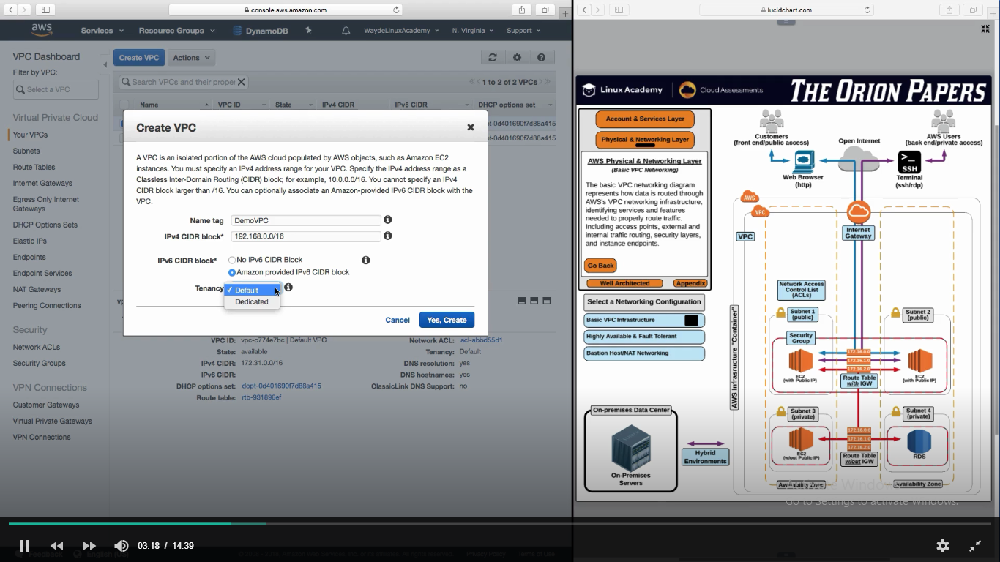 console.aws.amazon.com
lucidchart.com
aws
Services
Resource Groups
DynamoDB
WaydeLinuxAcademy
N. Virginia
Support
VPC Dashboard
Filter by VPC:
Select a VPC
Virtual Private Cloud
Your VPCs
Subnets
Route Tables
Internet Gateways
Egress Only Internet
Gateways
DHCP Options Sets
Elastic IPs
Endpoints
Endpoint Services
NAT Gateways
Peering Connections
Security
Network ACLs
Security Groups
VPN Connections
Customer Gateways
Virtual Private Gateways
VPN Connections
Create VPC
Actions
Search VPCs and their proper
1 to 2 of 2 VPCs
Name
VPC ID
State
IPv4 CIDR
IPv6 CIDR
DHCP options set
pt-0d401690f7d88a415
pt-0d401690f7d88a415
Create VPC
A VPC is an isolated portion of the AWS cloud populated by AWS objects, such as Amazon EC2
instances. You must specify an IPv4 address range for your VPC. Specify the IPv4 address range as a
Classless Inter-Domain Routing (CIDR) block; for example, 10.0.0.0/16. You cannot specify an IPv4
CIDR block larger than /16. You can optionally associate an Amazon-provided IPv6 CIDR block with the
VPC.
Name tag
DemoVPC
IPv4 CIDR block*
192.168.0.0/16
IPv6 CIDR block*
No IPv6 CIDR Block
Amazon provided IPv6 CIDR block
Tenancy
✓ Default
Dedicated
Cancel
Yes, Create
vp
VPC ID: vpc-c774e7bc | Default VPC
State: available
IPv4 CIDR: 172.31.0.0/16
IPv6 CIDR:
DHCP options set: dopt-0d401690f7d88a415
Route table: rtb-931896ef
Network ACL: acl-abbd55d1
Tenancy: Default
DNS resolution: yes
DNS hostnames: yes
ClassicLink DNS Support: no
Linux Academy
Cloud Assessments
THE ORION PAPERS
Account & Services Layer
Physical & Networking Layer
AWS Physical & Networking Layer
(Basic VPC Networking)
The basic VPC networking diagram
represents how data is routed through
AWS's VPC networking infrastructure,
identifying services and features
needed to properly route traffic.
Including access points, external and
internal traffic routing, security layers,
and instance endpoints.
Go Back
Well Architected
Appendix
Select a Networking Configuration
Basic VPC Infrastructure
Highly Available & Fault Tolerant
Bastion Host/NAT Networking
On-premises Data Center
On-Premises
Servers
Hybrid
Environments
Customers
(front end/public access)
Open Internet
AWS Users
(back end/private access)
Web Browser
(http)
>_
SSH
Terminal
(ssh/rdp)
AWS
VPC
VPC
Internet
Gateway
AWS Infrasructure "Container"
Network Access
Control List
(ACLs)
Subnet 1
(public)
Subnet 2
(public)
Security
Group
172.16.0.0
172.16.1.0
172.16.2.0
EC2
(with Public IP)
Route Table
with IGW
EC2
(with Public IP)
Subnet 3
(private)
Subnet 4
(private)
172.16.0.0
172.16.1.0
172.16.2.0
EC2
(w/out Public IP)
Route Table
w/out IGW
RDS
Availability Zone
Availability Zone
Go to Settings to activate Windows.
03:18 / 14:39
Feedback
English (US)
Privacy Policy
Terms of Use